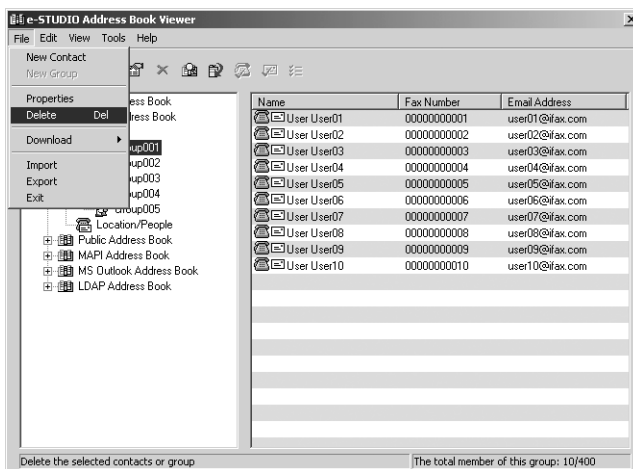 e-STUDIO Address Book Viewer
File Edit View Tools Help
New Contact
New Group
Properties
Delete Del
Download
Import
Export
Exit
ess Book
ress Book
oup001
oup002
oup003
oup004
Group005
Location/People
Public Address Book
MAPI Address Book
MS Outlook Address Book
LDAP Address Book
Name Fax Number Email Address
User User01 00000000001 user01@ifax.com
User User02 00000000002 user02@ifax.com
User User03 00000000003 user03@ifax.com
User User04 00000000004 user04@ifax.com
User User05 00000000005 user05@ifax.com
User User06 00000000006 user06@ifax.com
User User07 00000000007 user07@ifax.com
User User08 00000000008 user08@ifax.com
User User09 00000000009 user09@ifax.com
User User10 00000000010 user10@ifax.com
Delete the selected contacts or group
The total member of this group: 10/400